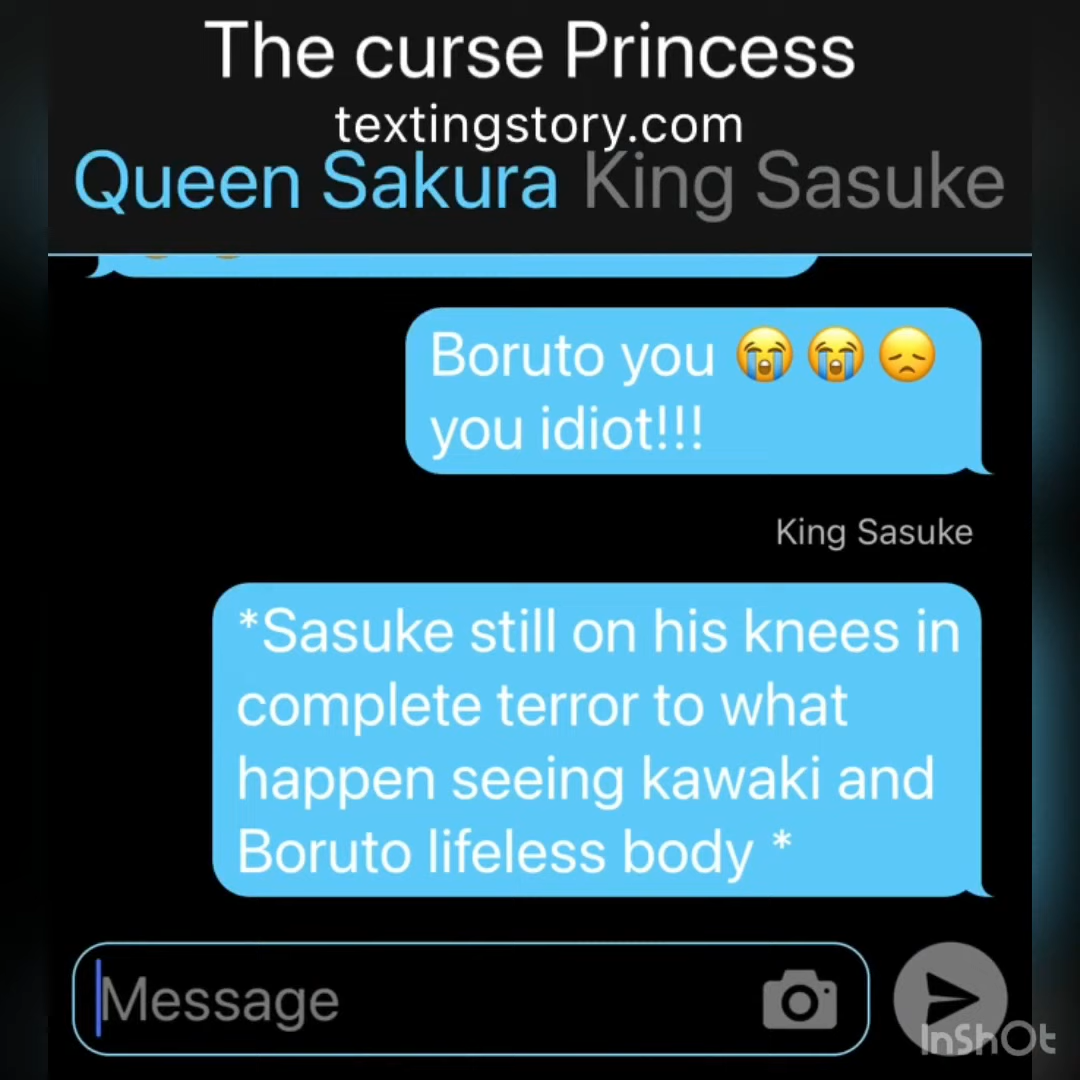 The curse Princess
textingstory.com
Queen Sakura King Sasuke
Boruto you 😭😭😞
you idiot!!!
King Sasuke
*Sasuke still on his knees in
complete terror to what
happen seeing kawaki and
Boruto lifeless body *
Message
InShOt